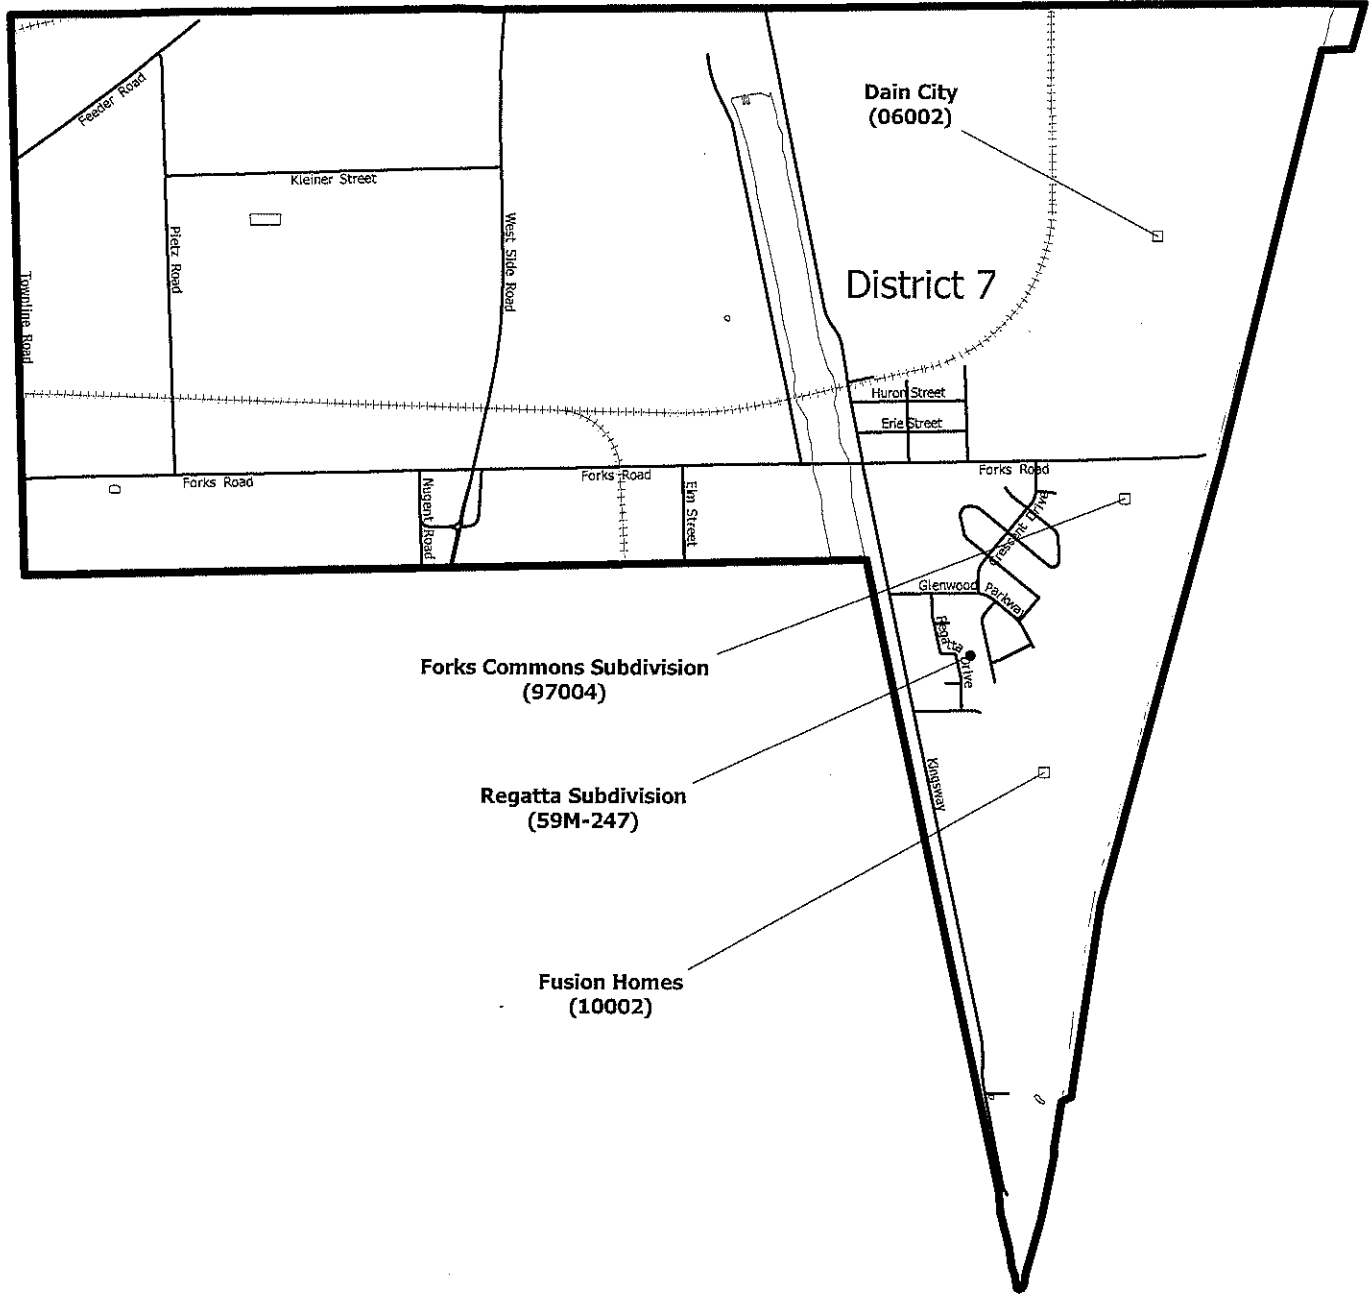 Dain City
(06002)
Feeder Road
Kleiner Street
Pietz Road
West Side Road
Townline Road
District 7
Huron Street
Erie Street
Forks Road
Forks Road
Forks Road
Nugent Road
Elm Street
Cressent Drive
Glenwood Parkway
Regatta Drive
Forks Commons Subdivision
(97004)
Regatta Subdivision
(59M-247)
Kingsway
Fusion Homes
(10002)